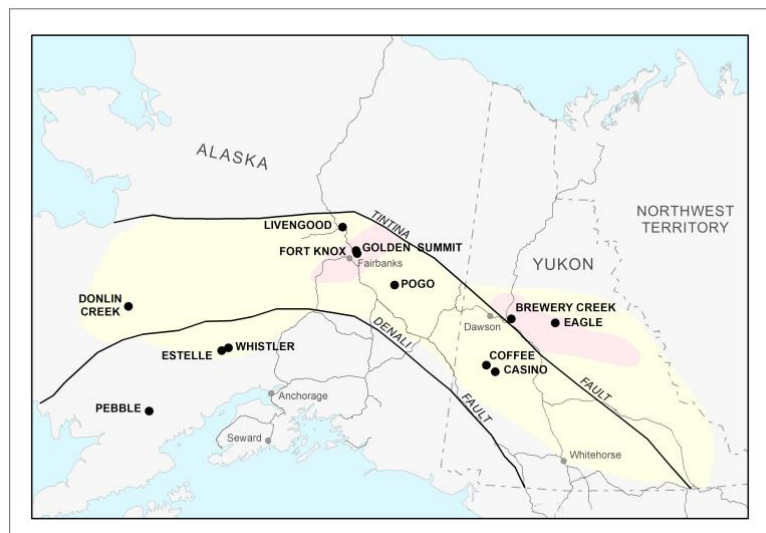 ALASKA
NORTHWEST
TERRITORY
TINTINA
LIVENGOOD
GOLDEN SUMMIT
FORT KNOX
Fairbanks
YUKON
POGO
DONLIN
CREEK
BREWERY CREEK
EAGLE
Dawson
DENALI
WHISTLER
ESTELLE
COFFEE
CASINO
FAULT
FAULT
Anchorage
PEBBLE
Seward
Whitehorse